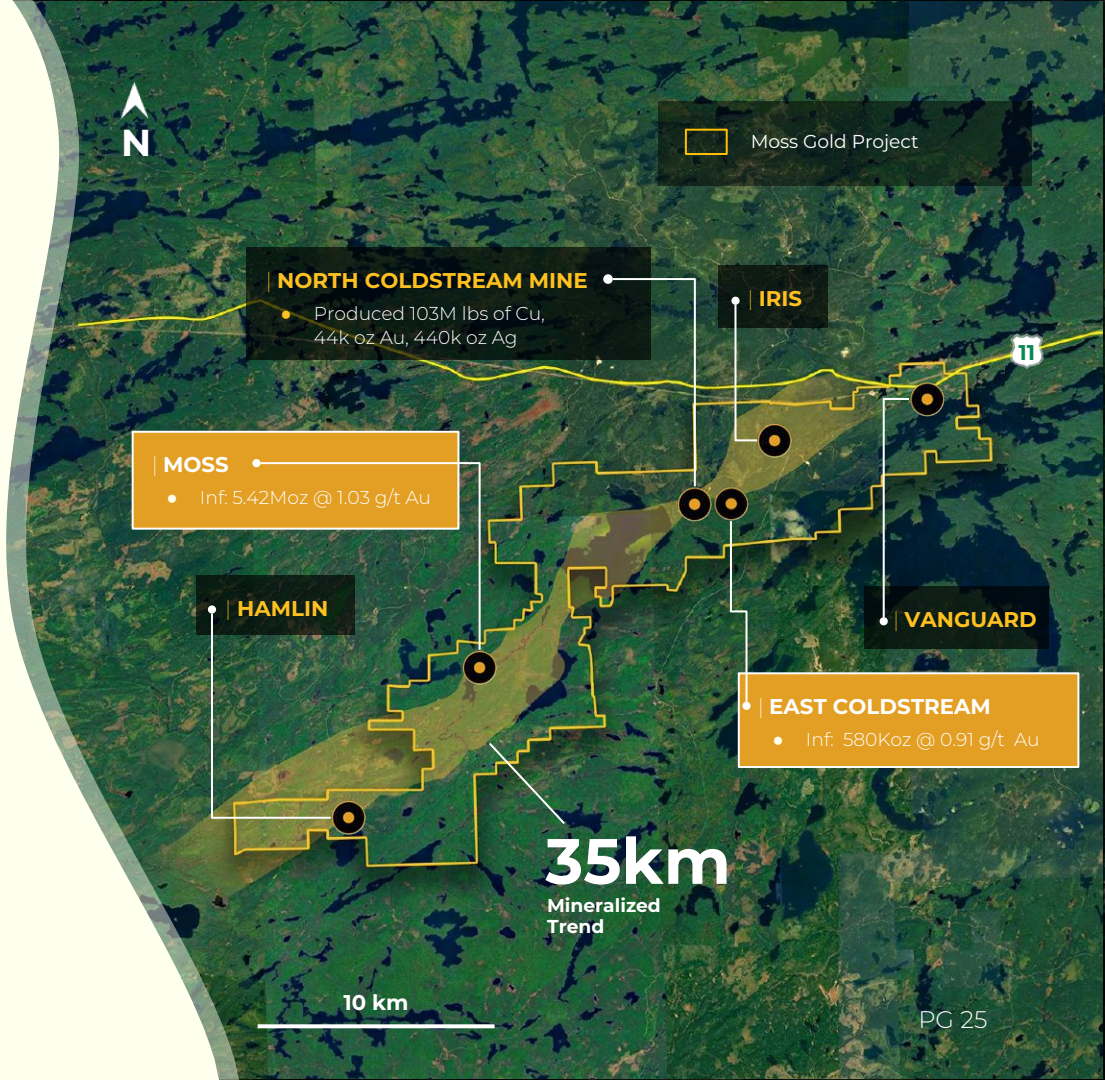 N
Moss Gold Project
NORTH COLDSTREAM MINE
Produced 103M lbs of Cu,
44k oz Au, 440k oz Ag
IRIS
11
MOSS
Inf: 5.42Moz @ 1.03 g/t Au
HAMLIN
VANGUARD
EAST COLDSTREAM
Inf: 580Koz @ 0.91 g/t Au
35km
Mineralized
Trend
10 km
PG 25